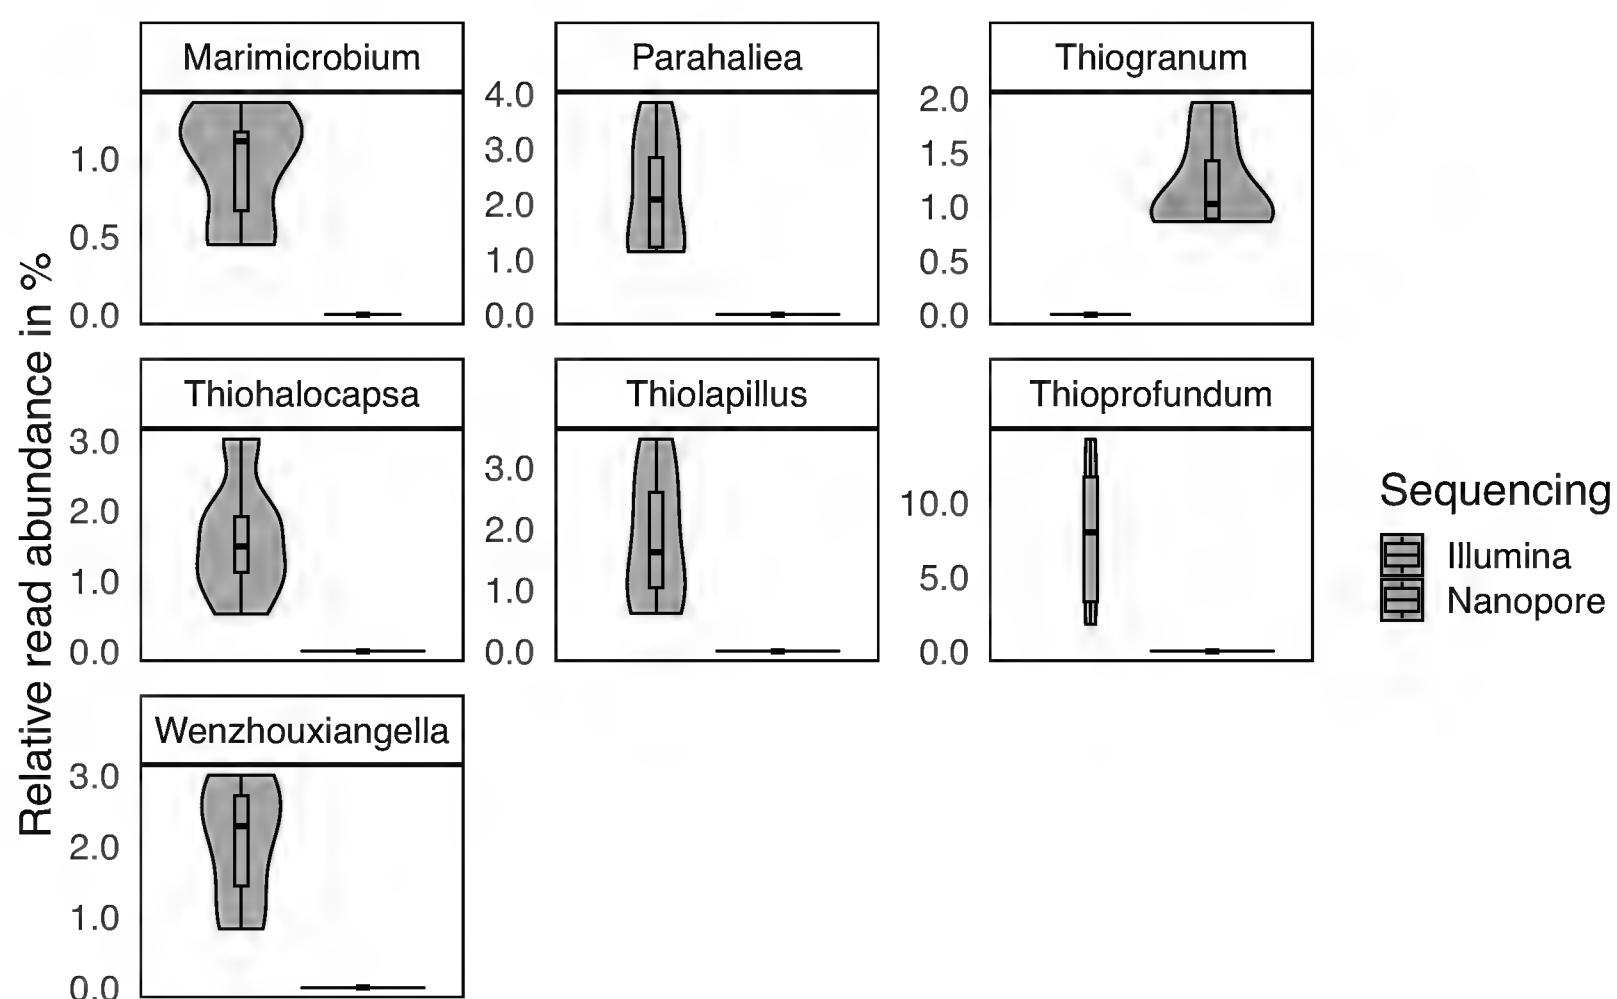 Relative read abundance in %
Marimicrobium
1.0
0.5
0.0
Parahaliea
4.0
3.0
2.0
1.0
0.0
Thiogranum
2.0
1.5
1.0
0.5
0.0
Thiohalocapsa
3.0
2.0
1.0
0.0
Thiolapillus
3.0
2.0
1.0
0.0
Thioprofundum
10.0
5.0
0.0
Wenzhouxiangella
3.0
2.0
1.0
0.0
Sequencing
Illumina
Nanopore